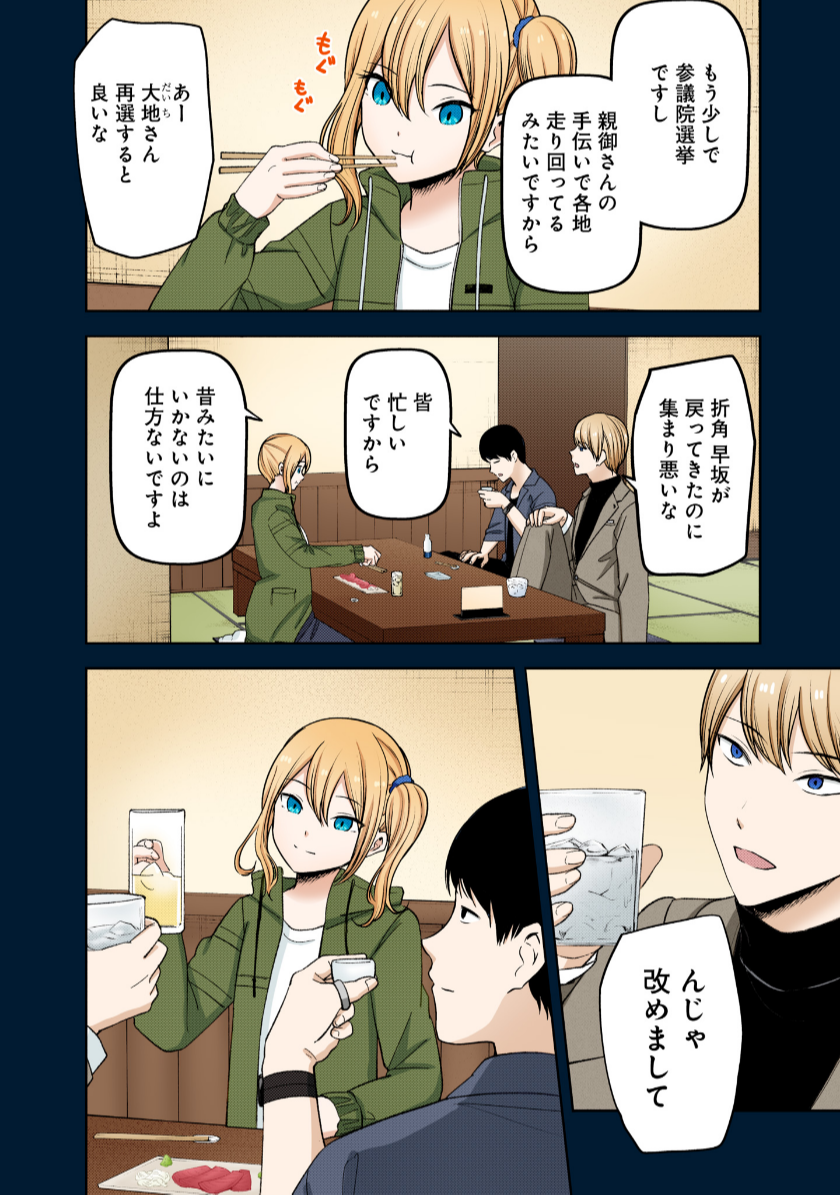 もう少しで
参議院選挙
ですし
親御さんの
手伝いで各地
走り回ってる
みたいですから
もぐ
もぐ
あー
大地さん
だいち
再選すると
良いな
折角 早坂が
戻ってきたのに
集まり悪いな
皆
忙しい
ですから
昔みたいに
いかないのは
仕方ないですよ
んじゃ
改めまして